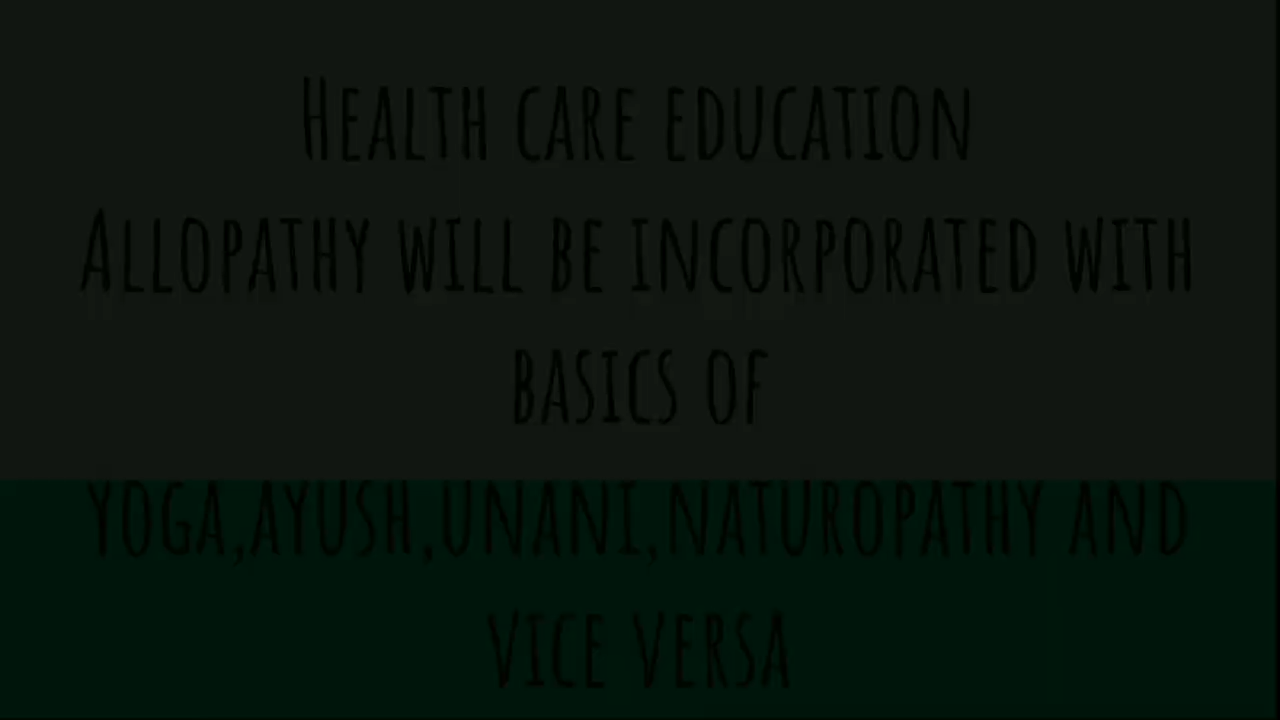 HEALTH CARE EDUCATION
ALLOPATHY WILL BE INCORPORATED WITH
BASICS OF
YOGA,AYUSH,UNANI,NATUROPATHY AND
VICE VERSA